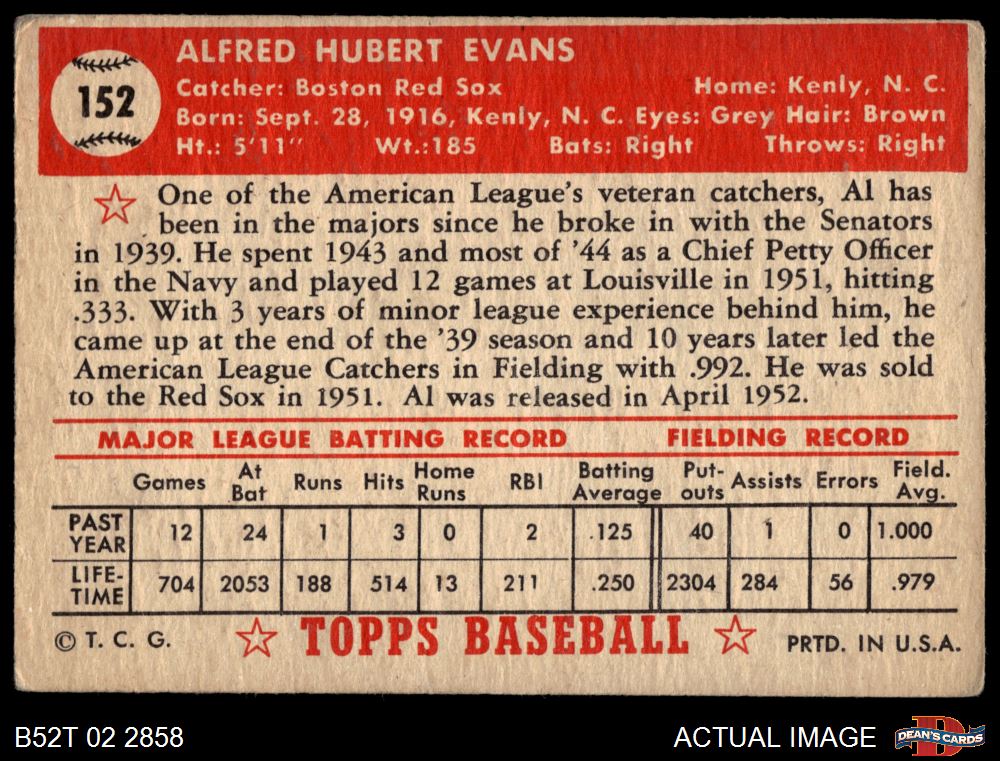 152
ALFRED HUBERT EVANS
Catcher: Boston Red Sox Home: Kenly, N. C.
Born: Sept. 28, 1916, Kenly, N. C. Eyes: Grey Hair: Brown
Ht.: 5'11" Wt.:185 Bats: Right Throws: Right
One of the American League's veteran catchers, Al has
been in the majors since he broke in with the Senators
in 1939. He spent 1943 and most of '44 as a Chief Petty Officer
in the Navy and played 12 games at Louisville in 1951, hitting
.333. With 3 years of minor league experience behind him, he
came up at the end of the '39 season and 10 years later led the
American League Catchers in Fielding with .992. He was sold
to the Red Sox in 1951. Al was released in April 1952.
MAJOR LEAGUE BATTING RECORD FIELDING RECORD
Games At Bat Runs Hits Home Runs RBI Batting Average Put-outs Assists Errors Field. Avg.
PAST YEAR 12 24 1 3 0 2 .125 40 1 0 1.000
LIFE-TIME 704 2053 188 514 13 211 .250 2304 284 56 .979
© T. C. G. TOPPS BASEBALL PRTD. IN U.S.A.
B52T 02 2858 ACTUAL IMAGE DEAN'S CARDS